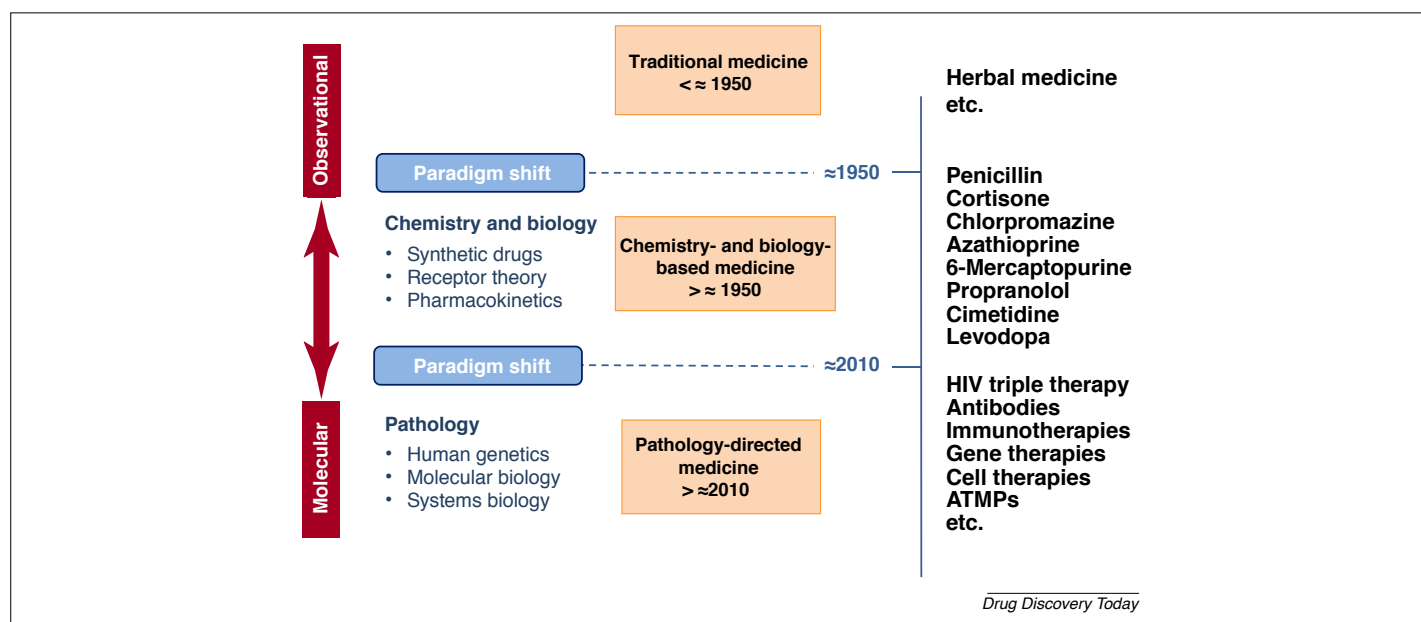 Observational
Traditional medicine
< ≈ 1950
Herbal medicine
etc.
Paradigm shift
≈1950
Chemistry and biology
• Synthetic drugs
• Receptor theory
• Pharmacokinetics
Chemistry- and biology-
based medicine
> ≈ 1950
Penicillin
Cortisone
Chlorpromazine
Azathioprine
6-Mercaptopurine
Propranolol
Cimetidine
Levodopa
Paradigm shift
≈2010
Molecular
Pathology
• Human genetics
• Molecular biology
• Systems biology
Pathology-directed
medicine
> ≈2010
HIV triple therapy
Antibodies
Immunotherapies
Gene therapies
Cell therapies
ATMPs
etc.
Drug Discovery Today